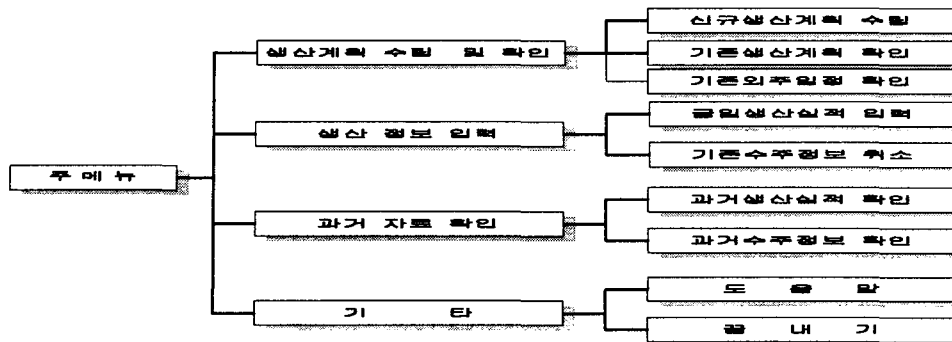 신규생산계획 수립
생산계획 수립 및 확인
기존생산계획 확인
기존외주일정 확인
금일생산실적 입력
생산 정보 입력
기존수주정보 취소
주메뉴
과거생산실적 확인
과거 자료 확인
과거수주정보 확인
도움말
기타
끝내기